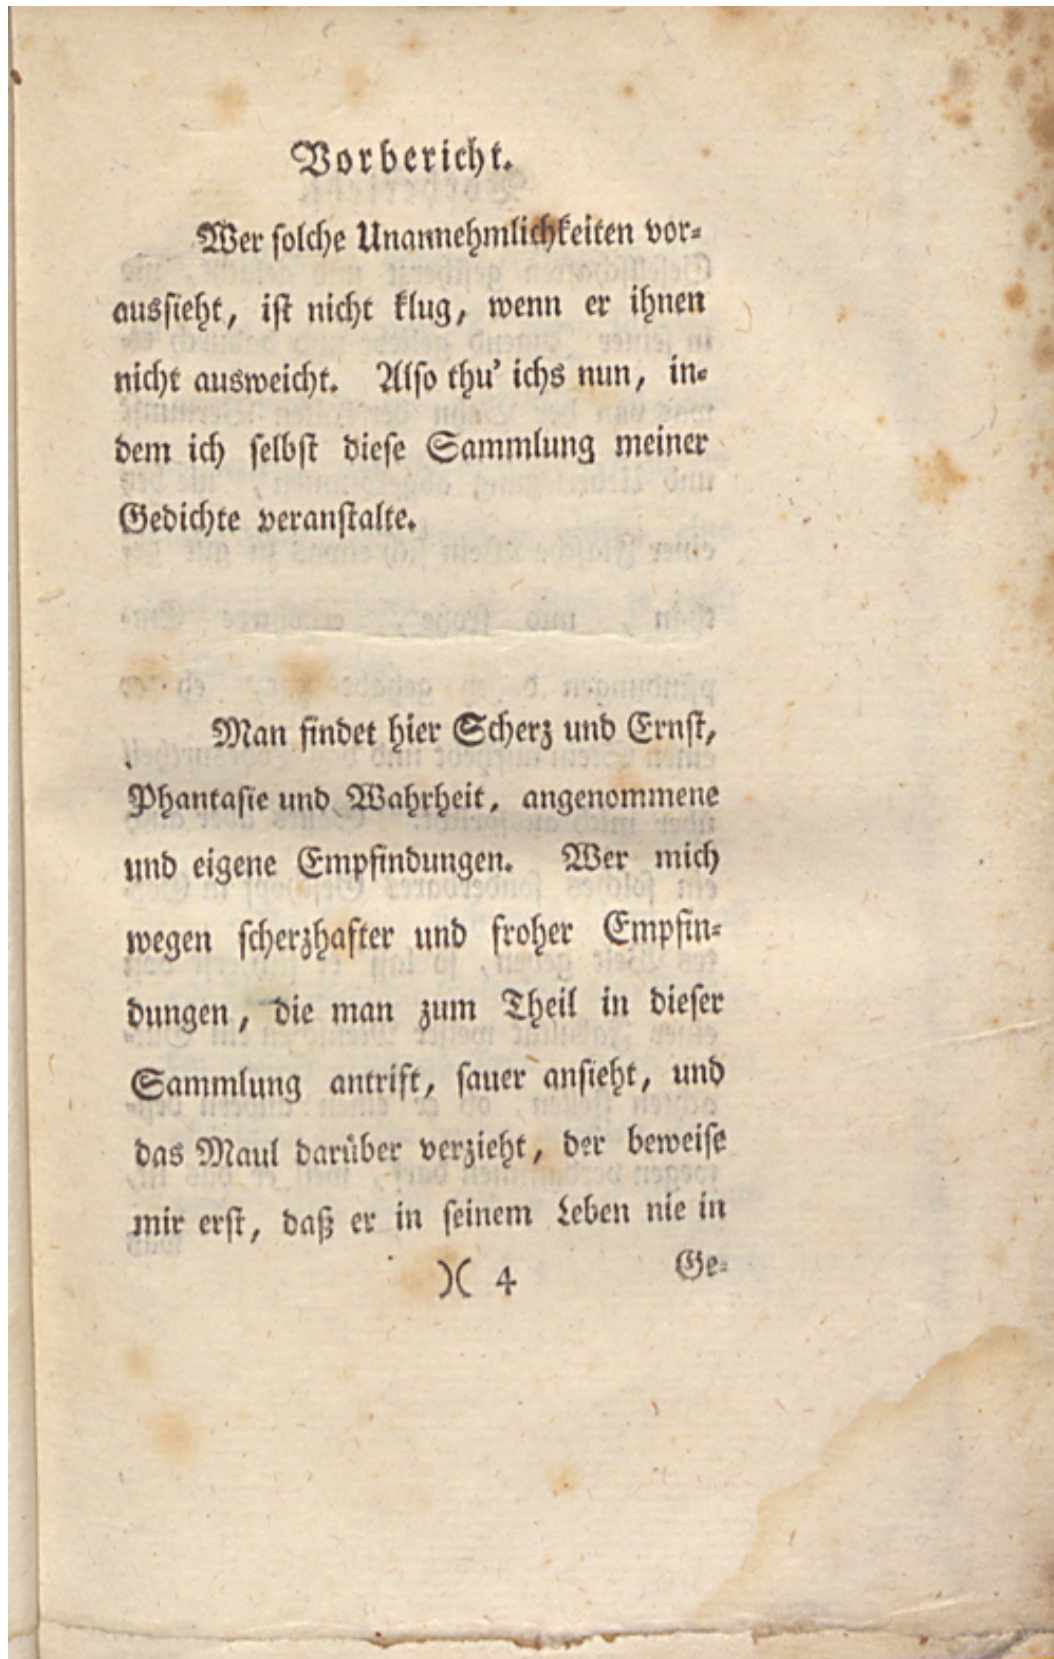 Vorbericht.
Wer solche Unannehmlichkeiten vor-
aussieht, ist nicht klug, wenn er ihnen
nicht ausweicht. Also thu' ichs nun, in-
dem ich selbst diese Sammlung meiner
Gedichte veranstalte.
Man findet hier Scherz und Ernst,
Phantasie und Wahrheit, angenommene
und eigene Empfindungen. Wer mich
wegen scherzhafter und froher Empfin-
dungen, die man zum Theil in dieser
Sammlung antrift, sauer ansieht, und
das Maul darüber verzieht, der beweise
mir erst, daß er in seinem Leben nie in
)( 4 Ge-